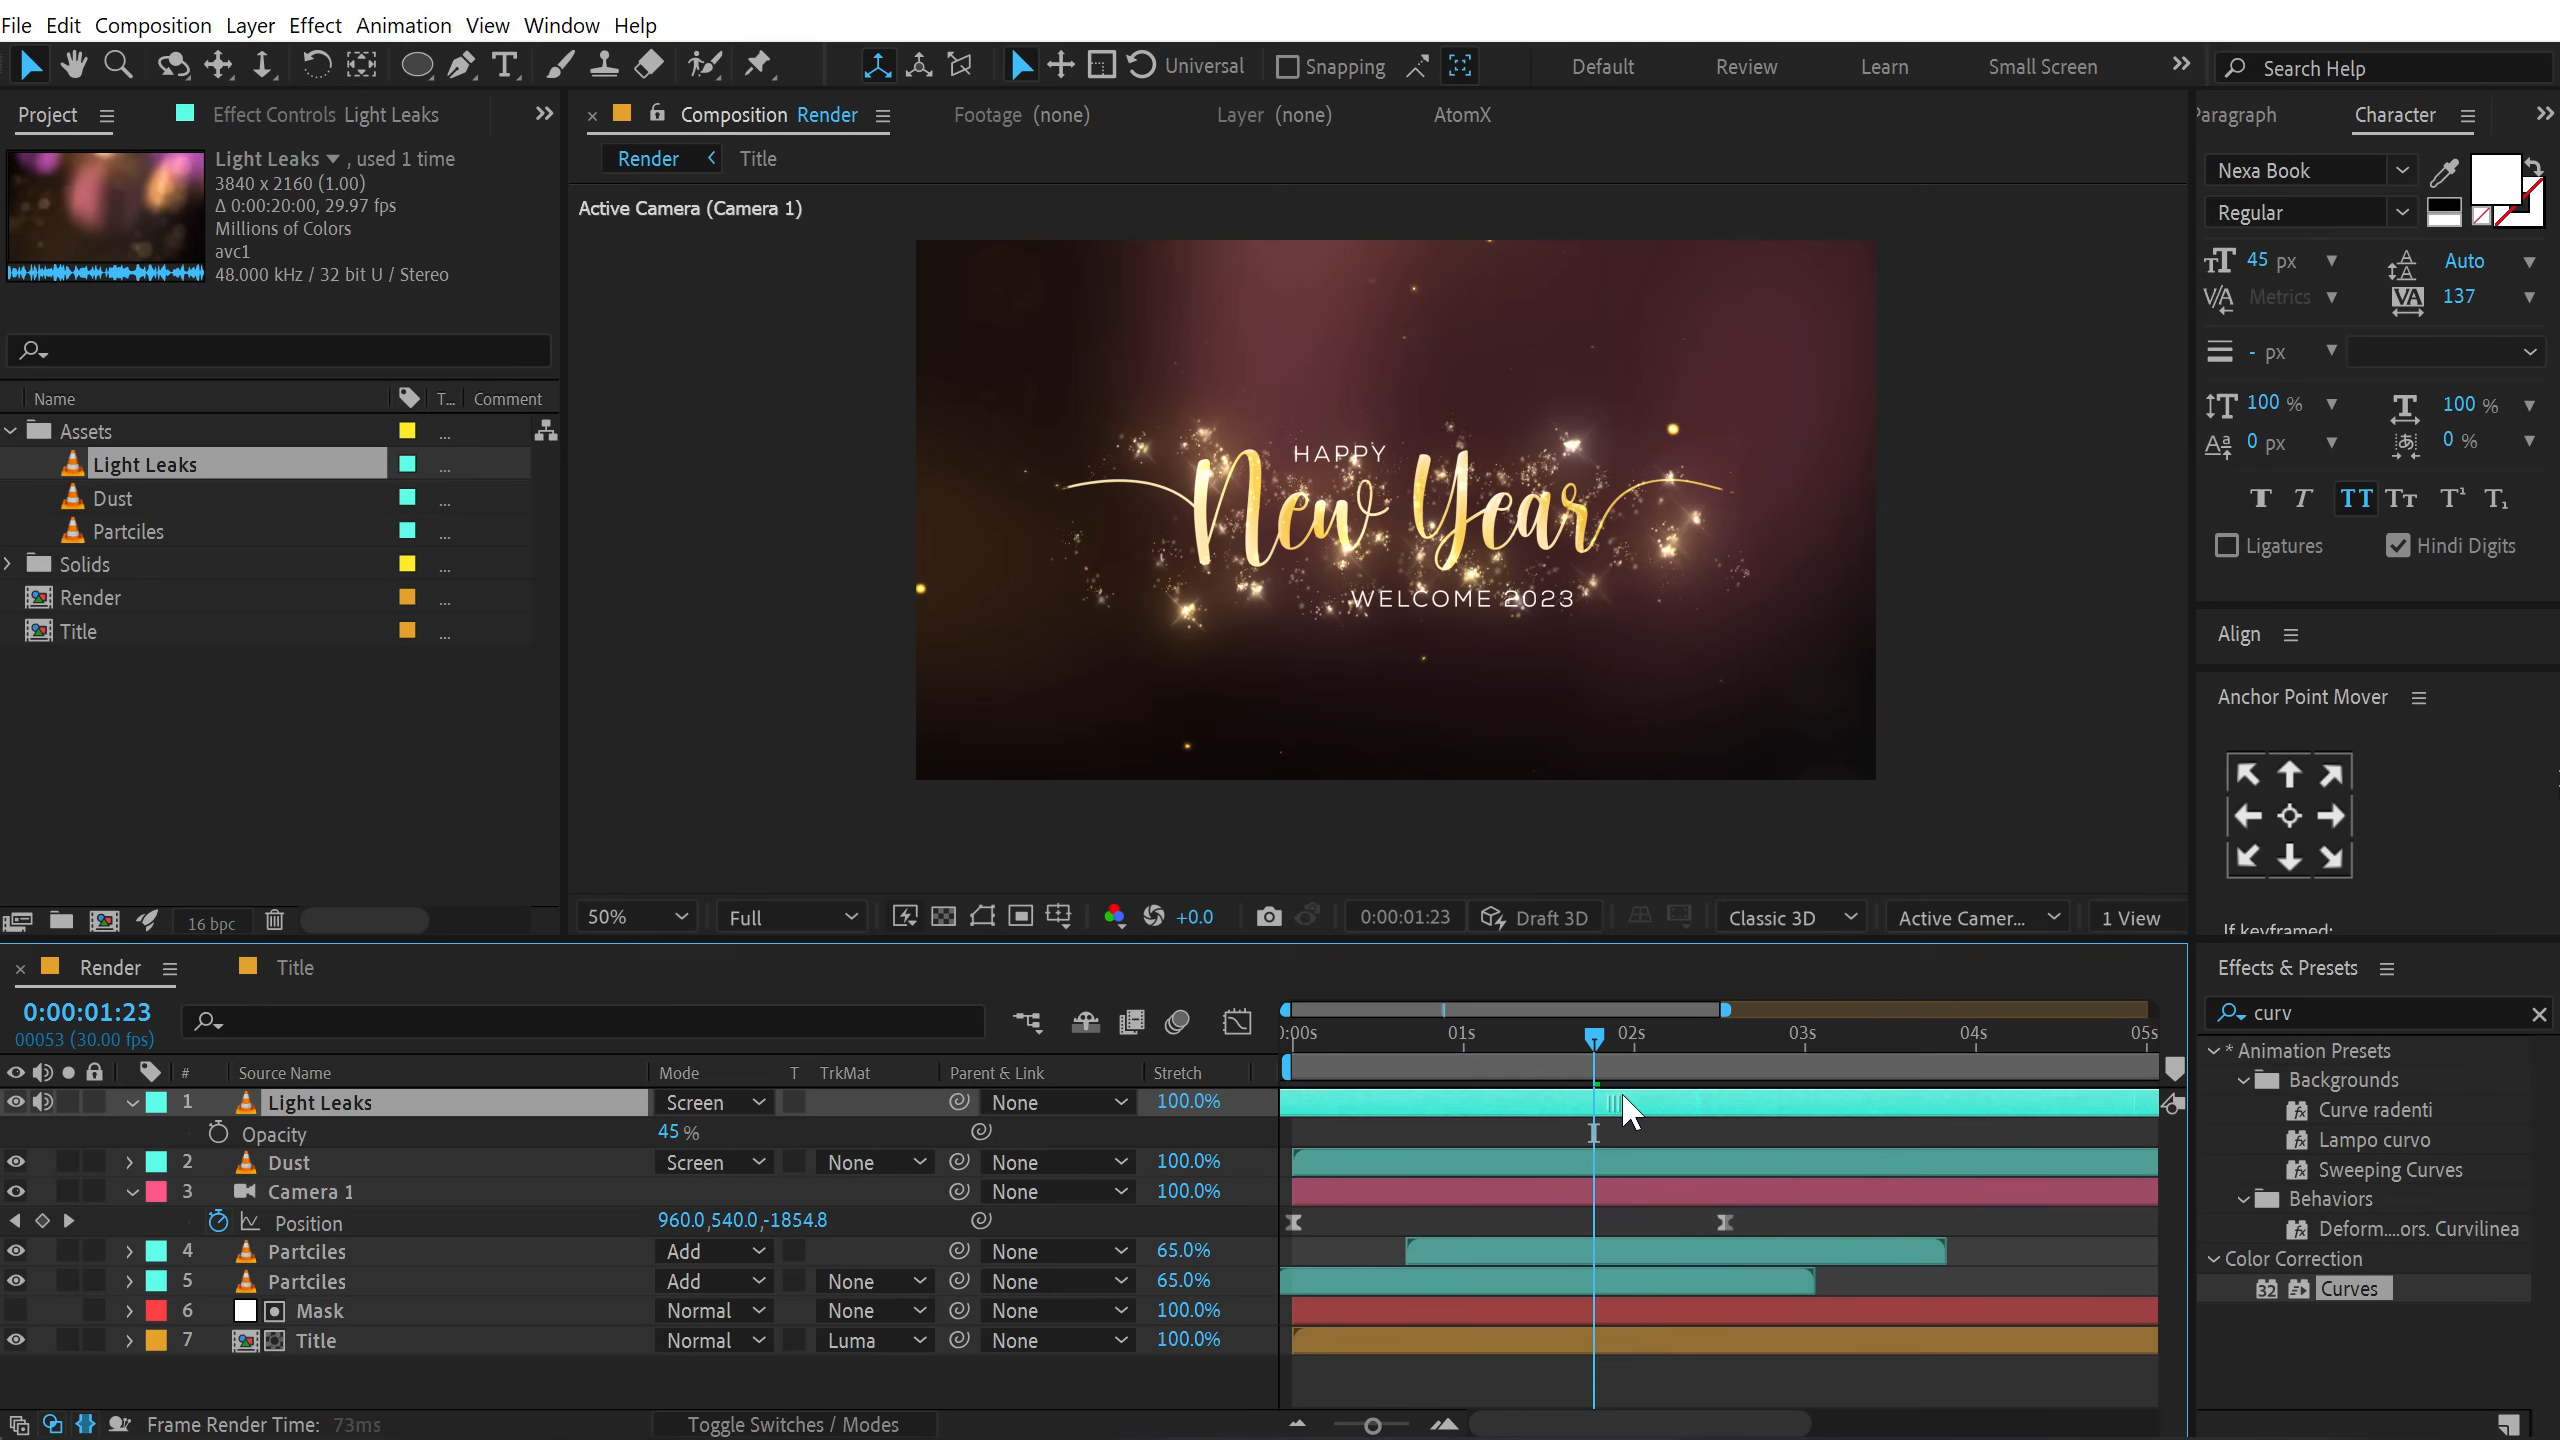 File Edit Composition Layer Effect Animation View Window Help
Universal Snapping Default Review Learn Small Screen Search Help
Project Effect Controls Light Leaks
Light Leaks , used 1 time
3840 x 2160 (1.00)
Δ 0:00:20:00, 29.97 fps
Millions of Colors
avc1
48.000 kHz / 32 bit U / Stereo
Name T... Comment
Assets ...
Light Leaks
Dust
Partciles
Solids ...
Render ...
Title ...
16 bpc
Composition Render Footage (none) Layer (none) AtomX
Render Title
Active Camera (Camera 1)
HAPPY
New Year
WELCOME 2023
50% Full +0.0 0:00:01:23 Draft 3D Classic 3D Active Camer... 1 View
Paragraph Character
Nexa Book
Regular
45 px Auto
Metrics 137
- px
100 % 100 %
0 px 0 %
Ligatures Hindi Digits
Align
Anchor Point Mover
If keyframed:
Effects & Presets
curv
* Animation Presets
Backgrounds
Curve radenti
Lampo curvo
Sweeping Curves
Behaviors
Deform....ors. Curvilinea
Color Correction
32 Curves
Render Title
0:00:01:23
00053 (30.00 fps)
0:00s 01s 02s 03s 04s 05s
# Source Name Mode T TrkMat Parent & Link Stretch
1 Light Leaks Screen None 100.0%
Opacity 45 %
2 Dust Screen None None 100.0%
3 Camera 1 None 100.0%
Position 960.0,540.0,-1854.8
4 Partciles Add None 65.0%
5 Partciles Add None None 65.0%
6 Mask Normal None None 100.0%
7 Title Normal Luma None 100.0%
Frame Render Time: 73ms Toggle Switches / Modes